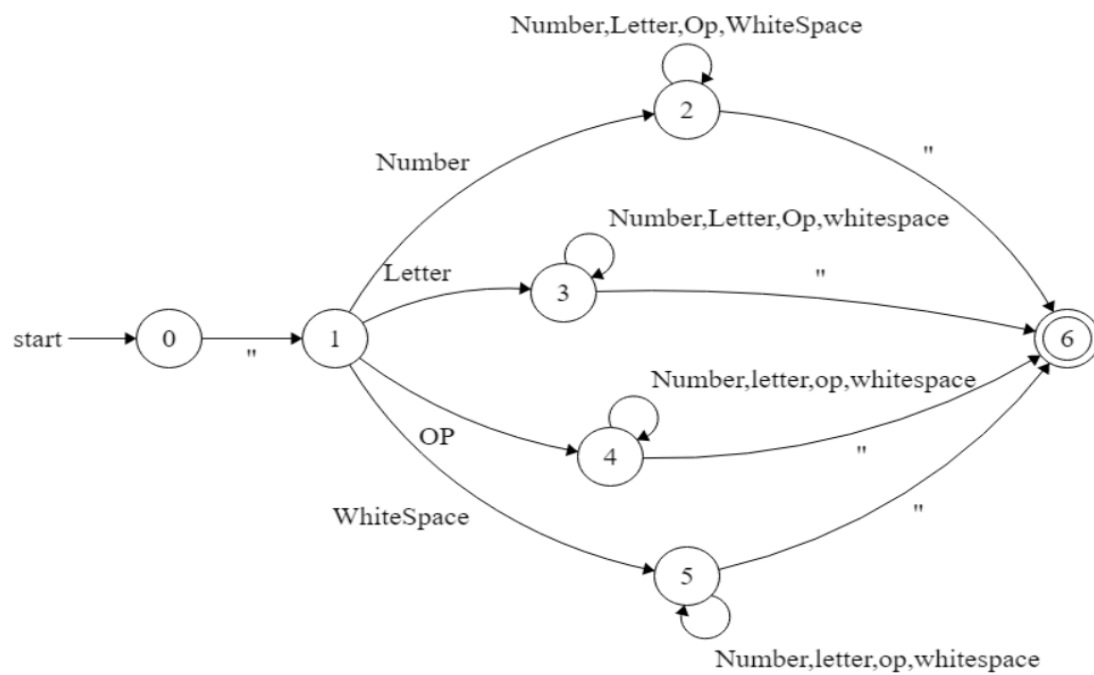 Number,Letter,Op,WhiteSpace
2
"
Number
Number,Letter,Op,whitespace
Letter
3
"
start
0
"
1
6
Number,letter,op,whitespace
OP
4
"
WhiteSpace
"
5
Number,letter,op,whitespace